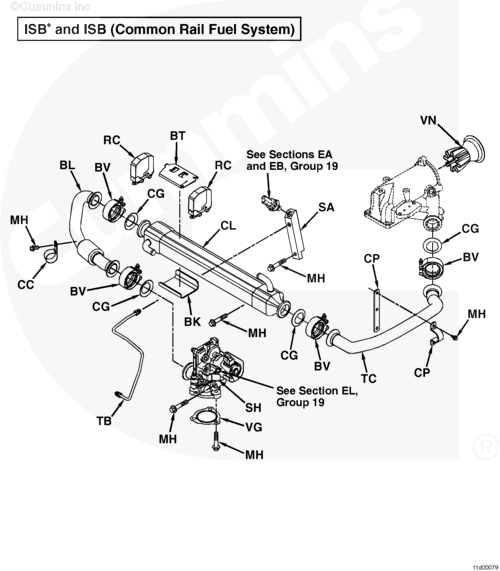 © Cummins Inc
ISBᵉ and ISB (Common Rail Fuel System)
cummins
VN
RC
BT
BL
BV
RC
See Sections EA
and EB, Group 19
CG
SA
MH
CL
CG
CP
BV
CC
BV
MH
CG
BK
MH
MH
CG
BV
TC
CP
See Section EL,
Group 19
TB
SH
MH
VG
MH
®
11d00079